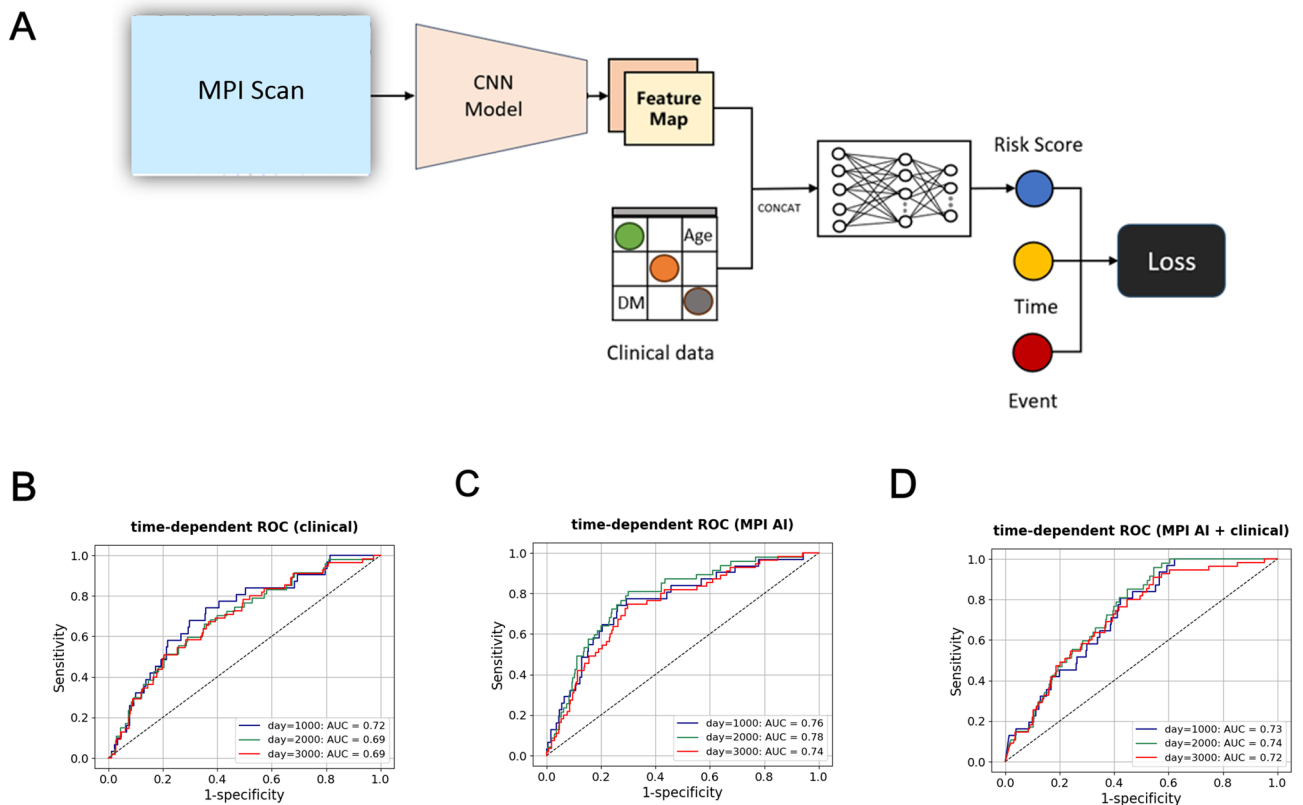 A
MPI Scan
CNN
Model
Feature
Map
Age
DM
Clinical data
CONCAT
Risk Score
Time
Event
Loss
B
time-dependent ROC (clinical)
Sensitivity
1.0
0.8
0.6
0.4
0.2
0.0
day=1000: AUC = 0.72
day=2000: AUC = 0.69
day=3000: AUC = 0.69
0.0 0.2 0.4 0.6 0.8 1.0
1-specificity
C
time-dependent ROC (MPI AI)
Sensitivity
1.0
0.8
0.6
0.4
0.2
0.0
day=1000: AUC = 0.76
day=2000: AUC = 0.78
day=3000: AUC = 0.74
0.0 0.2 0.4 0.6 0.8 1.0
1-specificity
D
time-dependent ROC (MPI AI + clinical)
Sensitivity
1.0
0.8
0.6
0.4
0.2
0.0
day=1000: AUC = 0.73
day=2000: AUC = 0.74
day=3000: AUC = 0.72
0.0 0.2 0.4 0.6 0.8 1.0
1-specificity